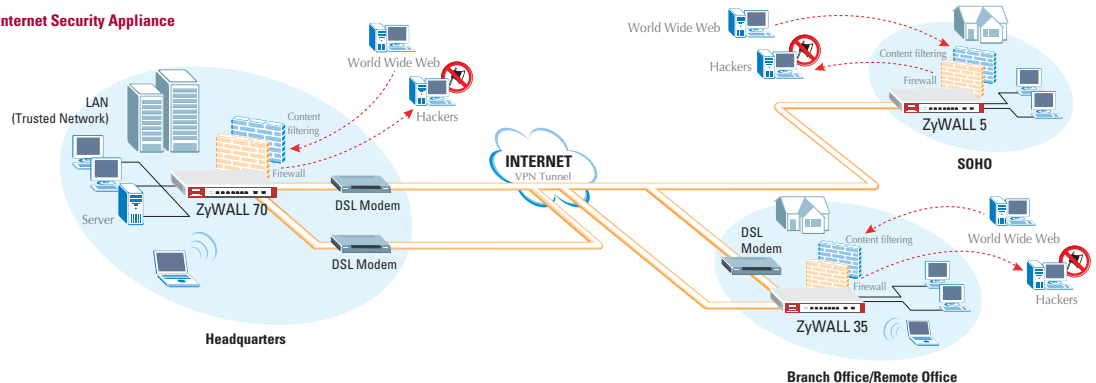 nternet Security Appliance
World Wide Web
Hackers
LAN
(Trusted Network)
Content
filtering
Firewall
Server
ZyWALL 70
DSL Modem
DSL Modem
Headquarters
INTERNET
VPN Tunnel
World Wide Web
Hackers
Content filtering
Firewall
ZyWALL 5
SOHO
DSL
Modem
Content filtering
Firewall
World Wide Web
Hackers
ZyWALL 35
Branch Office/Remote Office